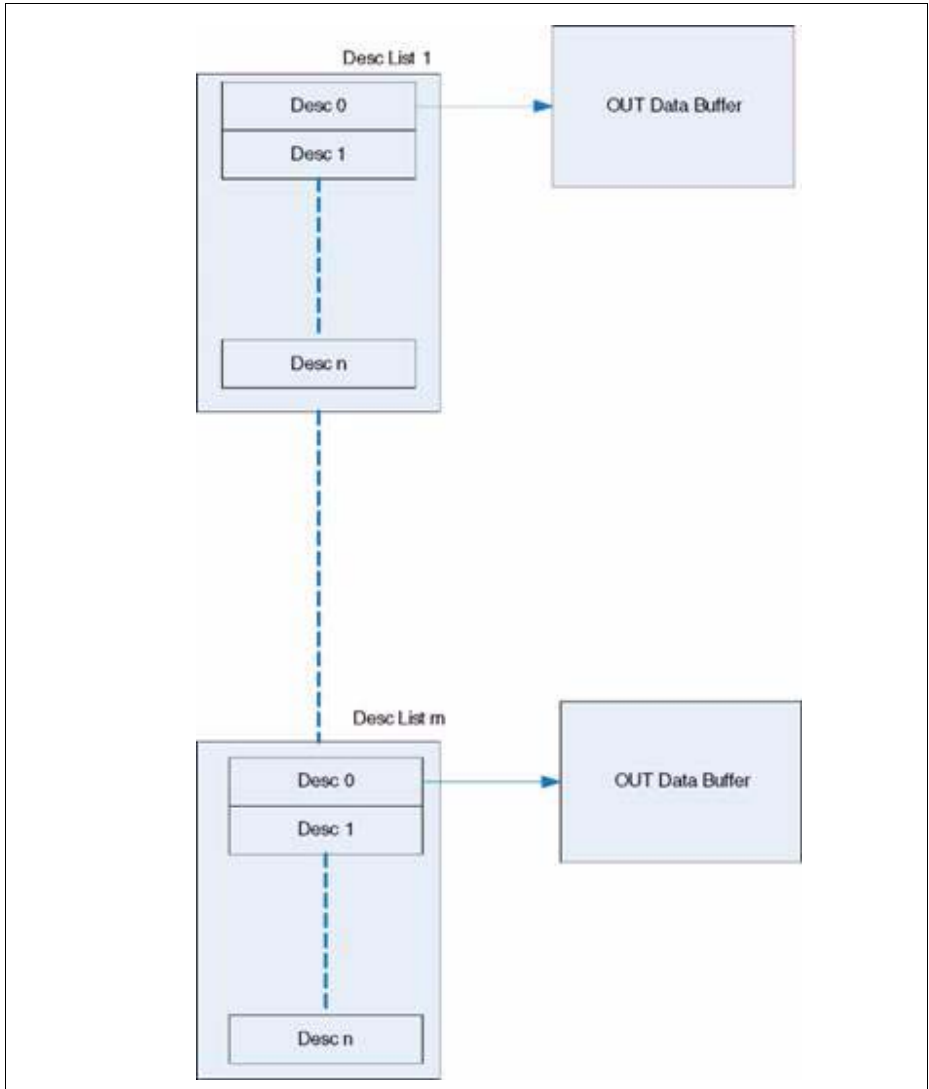 Desc List 1
Desc 0
OUT Data Buffer
Desc 1
Desc n
Desc List m
Desc 0
OUT Data Buffer
Desc 1
Desc n